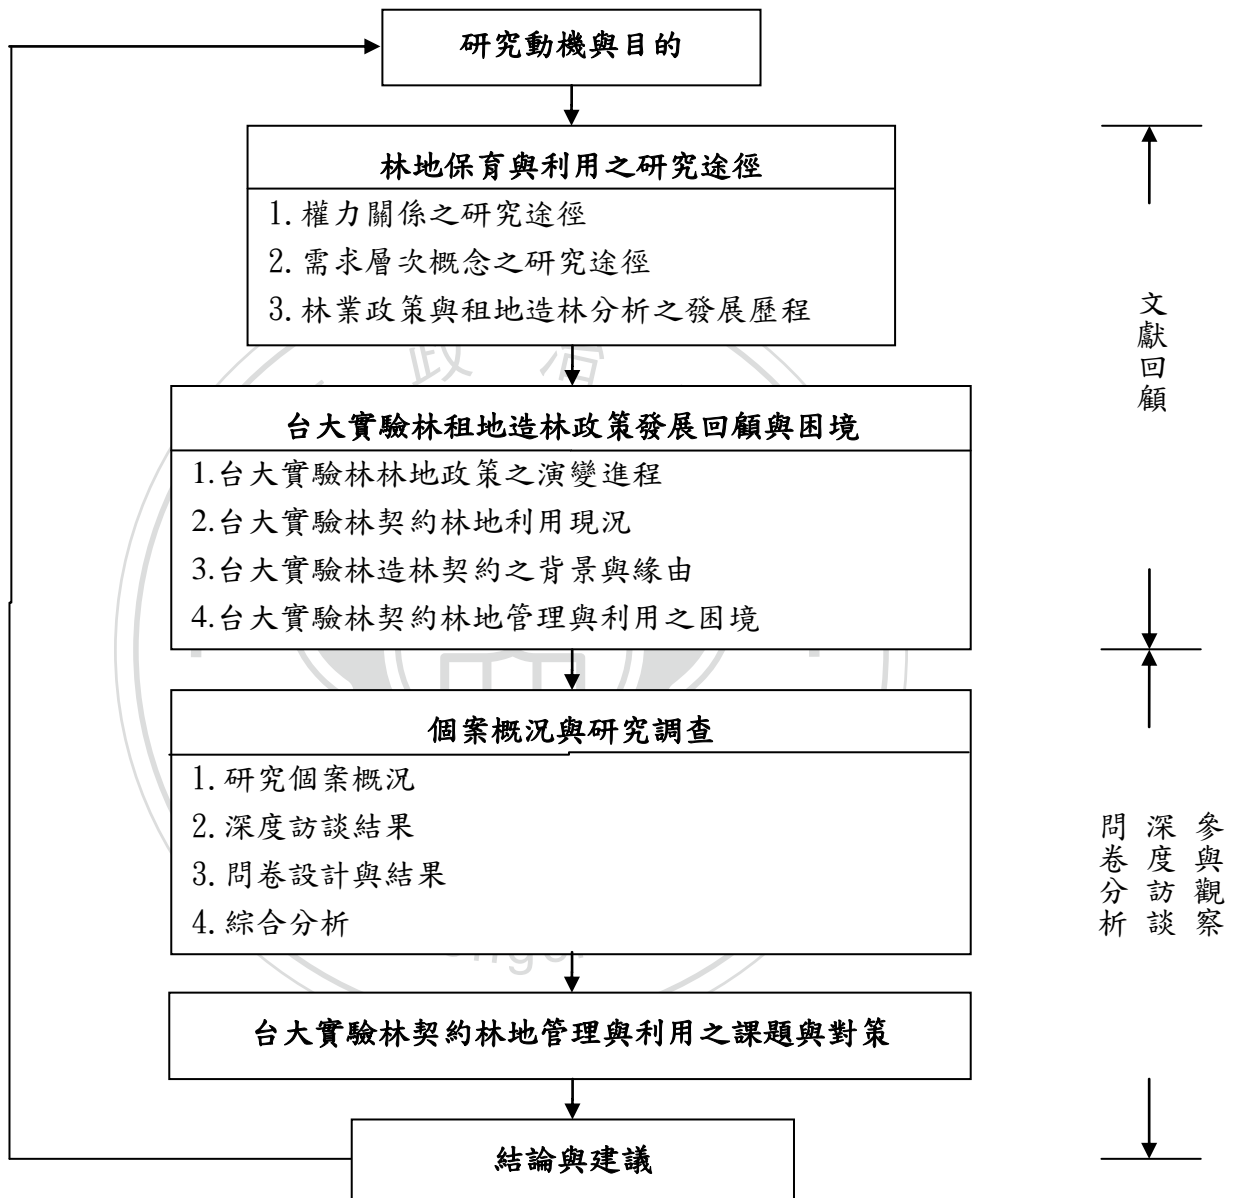 研究動機與目的
林地保育與利用之研究途徑
1.權力關係之研究途徑
2.需求層次概念之研究途徑
3.林業政策與租地造林分析之發展歷程
政治
台大實驗林租地造林政策發展回顧與困境
1.台大實驗林林地政策之演變進程
2.台大實驗林契約林地利用現況
3.台大實驗林造林契約之背景與緣由
4.台大實驗林契約林地管理與利用之困境
個案概況與研究調查
1.研究個案概況
2.深度訪談結果
3.問卷設計與結果
4.綜合分析
台大實驗林契約林地管理與利用之課題與對策
結論與建議
文獻回顧
參與觀察
深度訪談
問卷分析